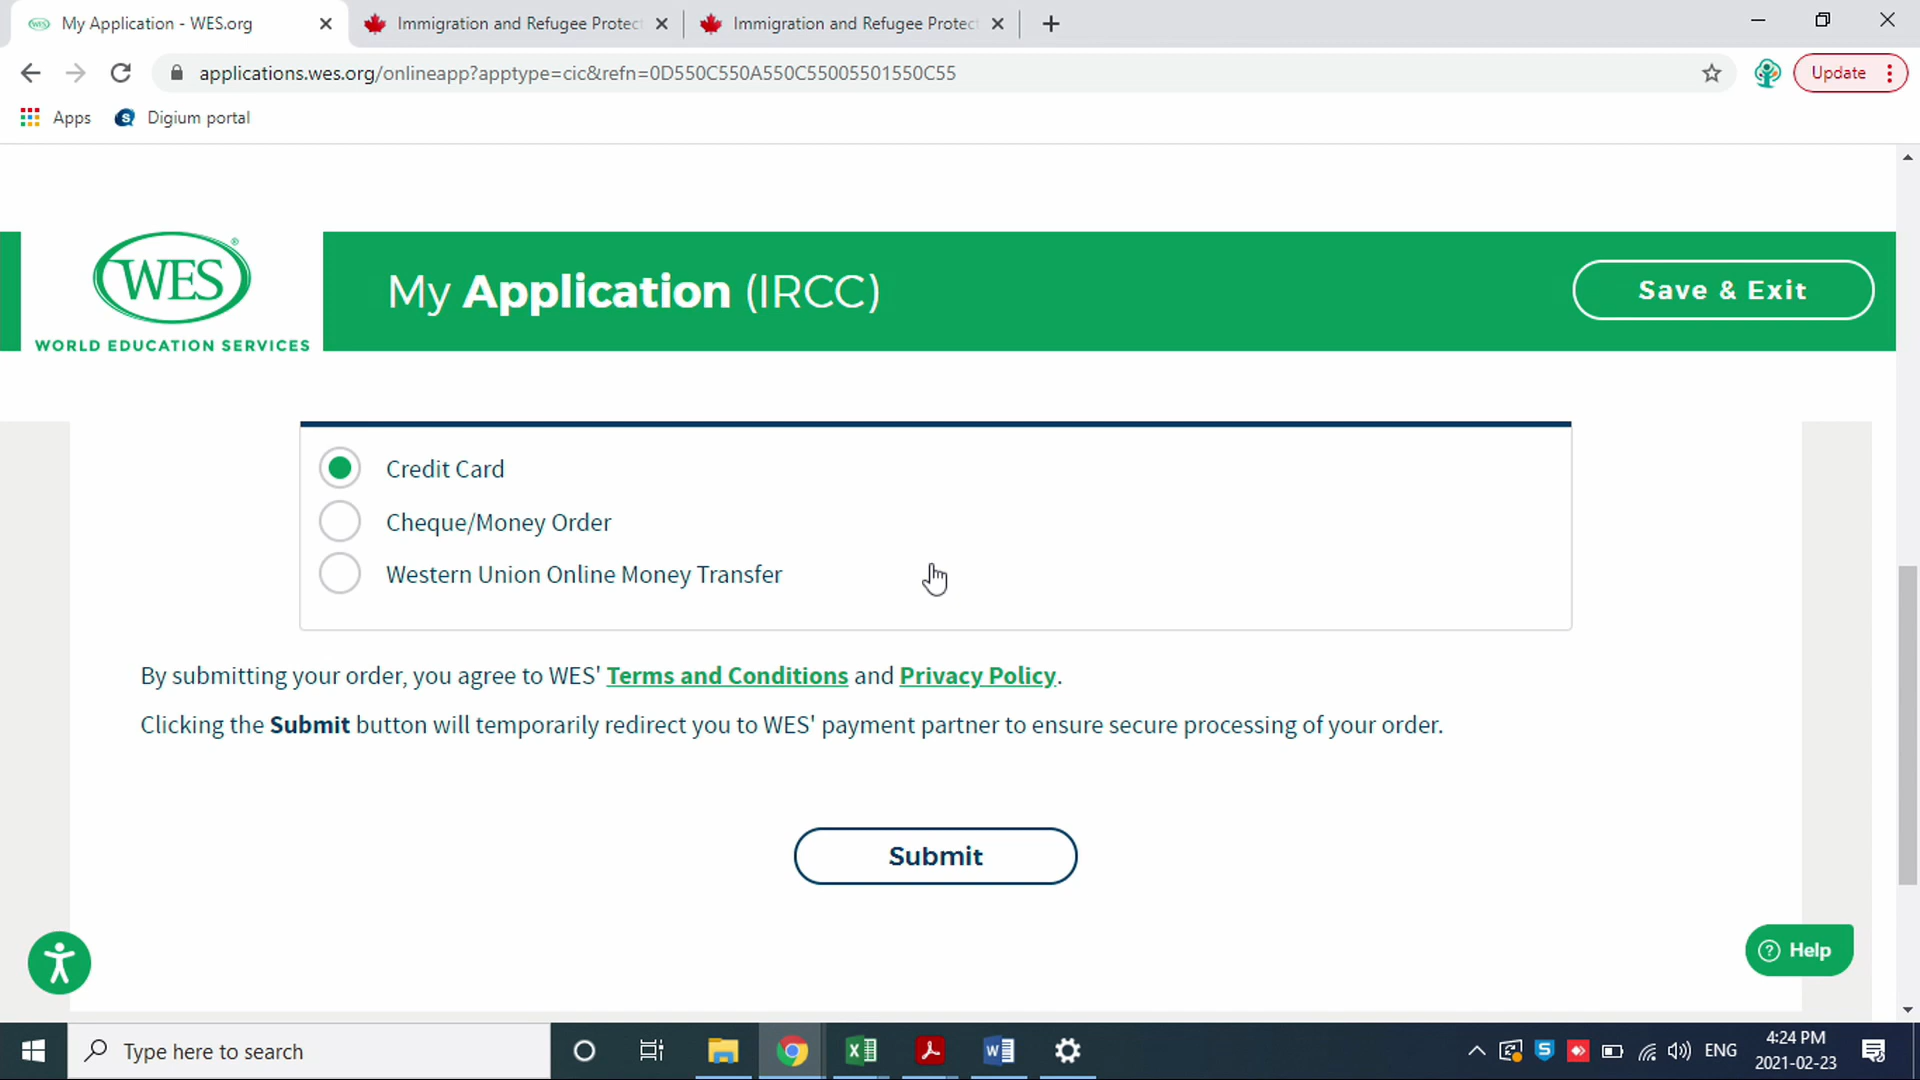 My Application - WES.org
Immigration and Refugee Protec
Immigration and Refugee Protec
applications.wes.org/onlineapp?apptype=cic&refn=0D550C550A550C55005501550C55
Update
Apps
Digium portal
WES
WORLD EDUCATION SERVICES
My Application (IRCC)
Save & Exit
Credit Card
Cheque/Money Order
Western Union Online Money Transfer
By submitting your order, you agree to WES' Terms and Conditions and Privacy Policy.
Clicking the Submit button will temporarily redirect you to WES' payment partner to ensure secure processing of your order.
Submit
Help
Type here to search
ENG
4:24 PM
2021-02-23